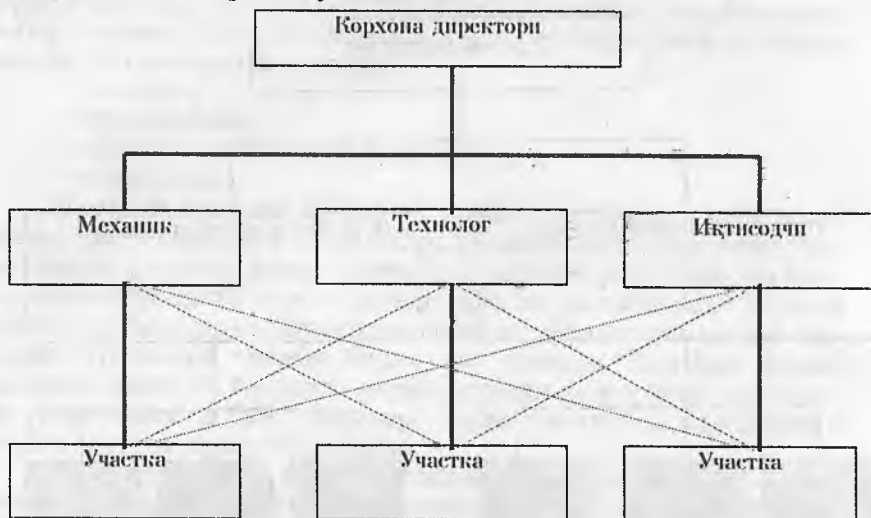 Корхона директори
Механик
Технолог
Иқтисодчи
Участка
Участка
Участка